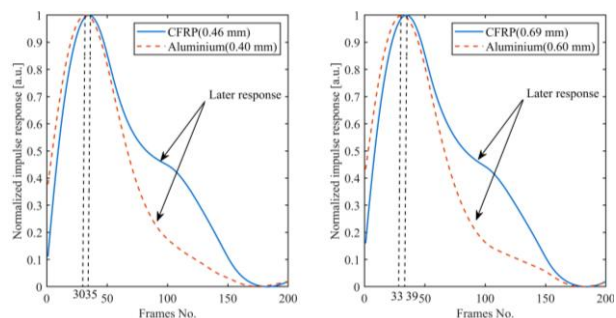 Normalized impulse response [a.u.]
1
0.9
0.8
0.7
0.6
0.5
0.4
0.3
0.2
0.1
0
CFRP(0.46 mm)
Aluminium(0.40 mm)
Later response
0 3035 50 100 150 200
Frames No.
Normalized impulse response [a.u.]
1
0.9
0.8
0.7
0.6
0.5
0.4
0.3
0.2
0.1
0
CFRP(0.69 mm)
Aluminium(0.60 mm)
Later response
0 33 39 50 100 150 200
Frames No.